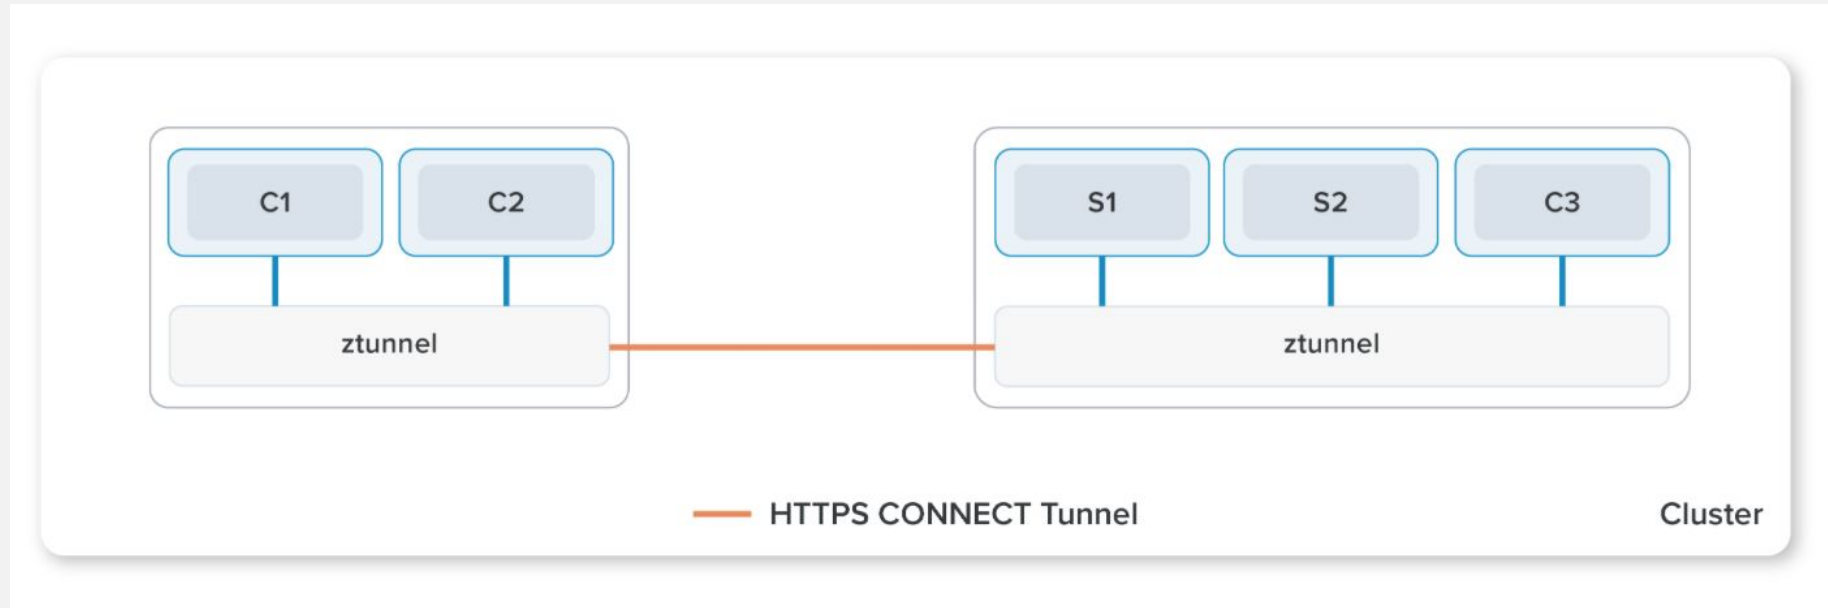 C1
C2
S1
S2
C3
ztunnel
ztunnel
HTTPS CONNECT Tunnel
Cluster